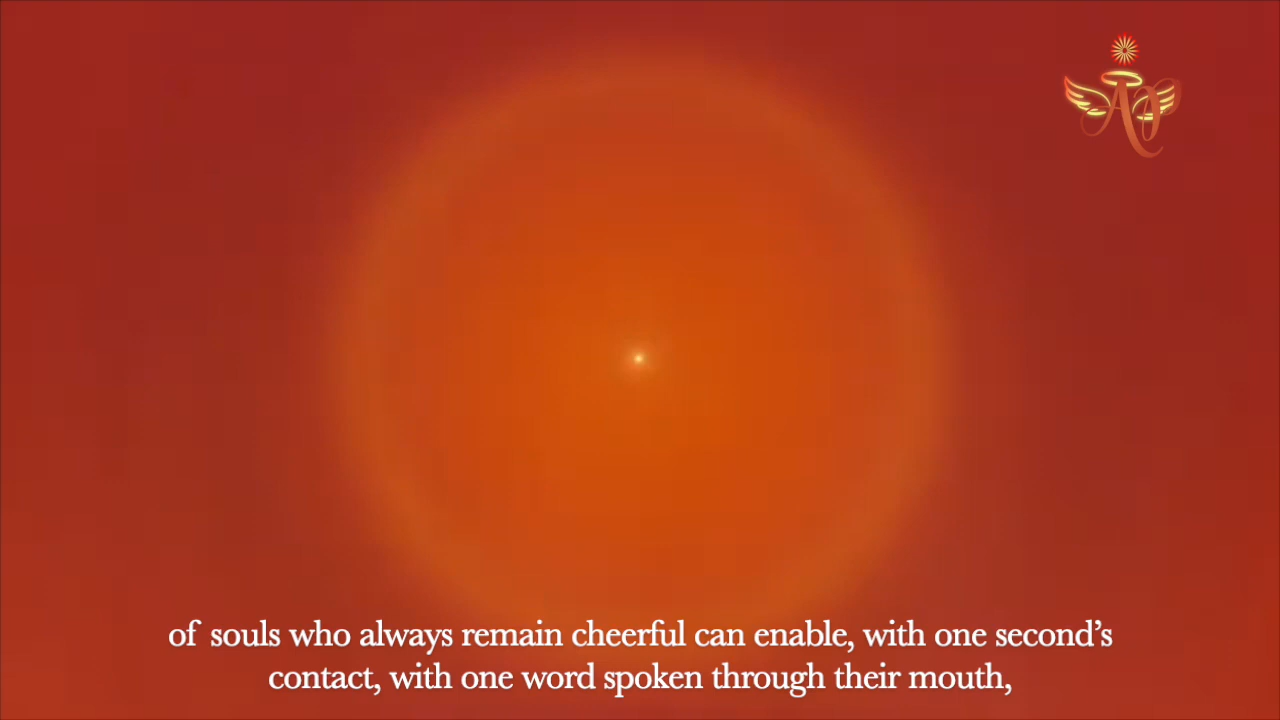 of souls who always remain cheerful can enable, with one second’s
contact, with one word spoken through their mouth,